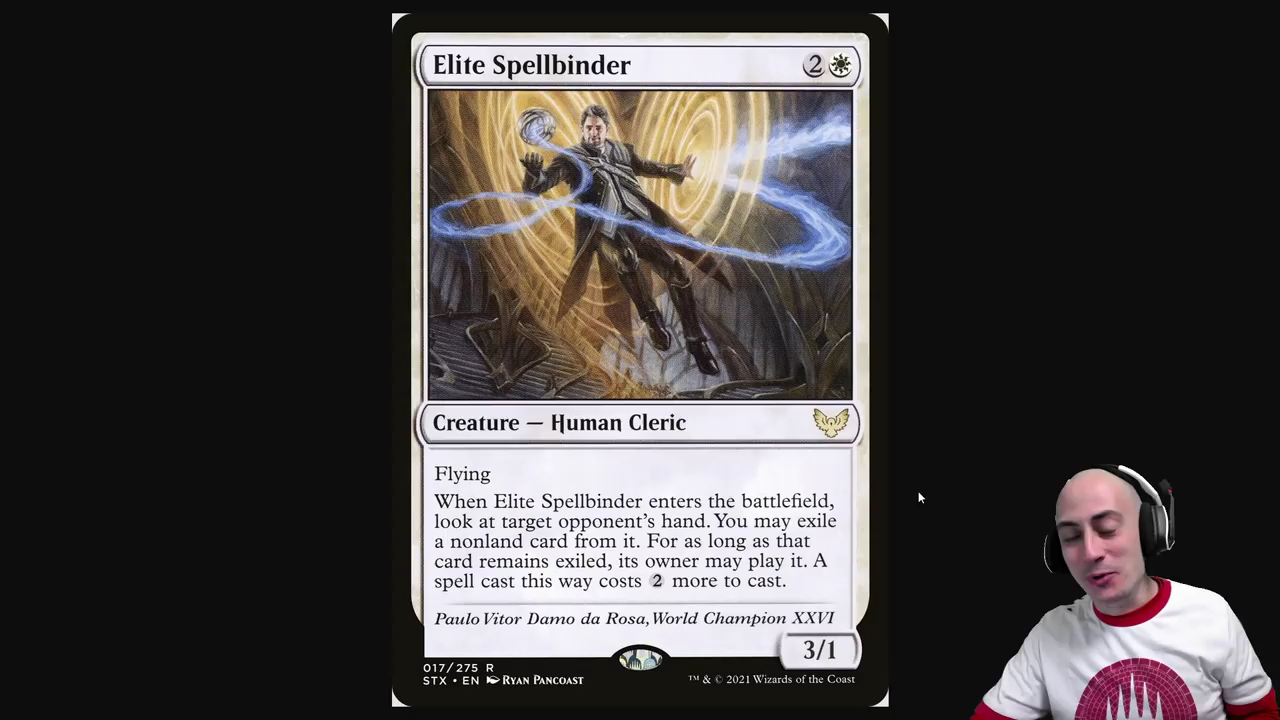 Elite Spellbinder 2
Creature — Human Cleric
Flying
When Elite Spellbinder enters the battlefield,
look at target opponent's hand. You may exile
a nonland card from it. For as long as that
card remains exiled, its owner may play it. A
spell cast this way costs 2 more to cast.
Paulo Vitor Damo da Rosa, World Champion XXVI
3/1
017/275 R
STX • EN Ryan Pancoast
™ & © 2021 Wizards of the Coast